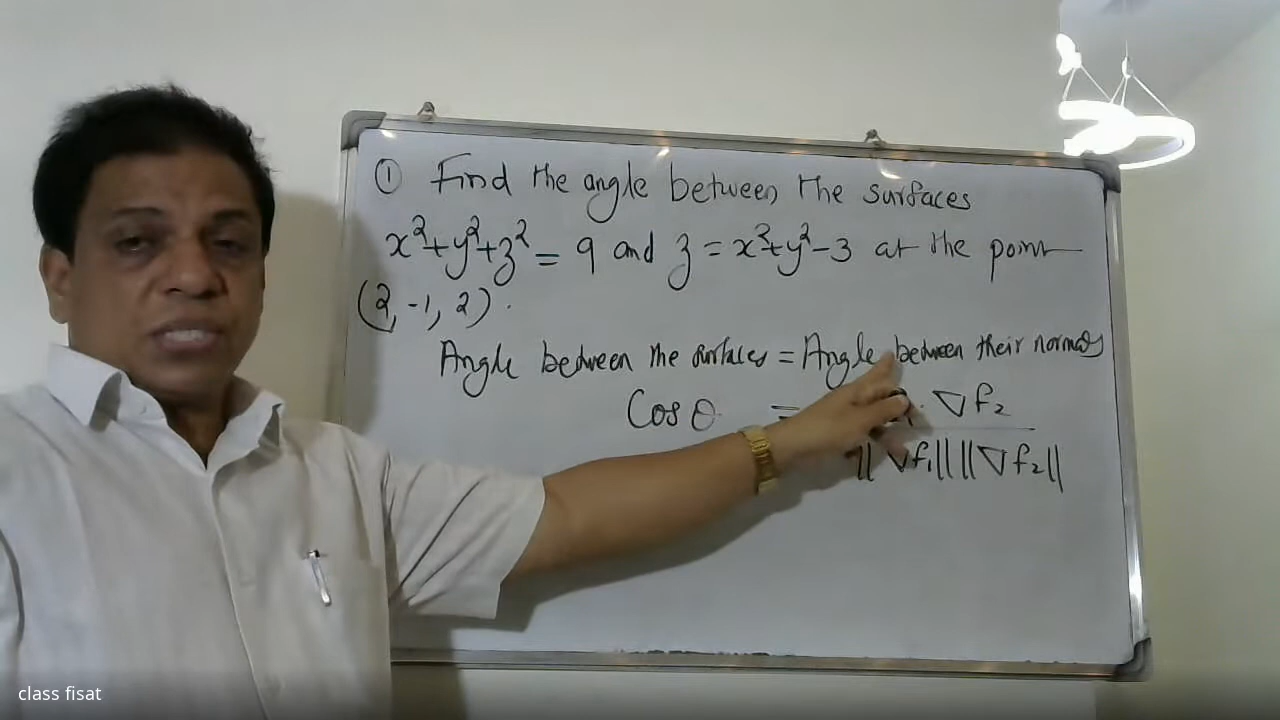 ① Find the angle between the surfaces
x²+y²+z² = 9 and z = x²+y²-3 at the point
(2, -1, 2).
Angle between the surfaces = Angle between their normals
Cos θ = . ∇f₂
|| ∇f₁|| ||∇f₂||
class fisat